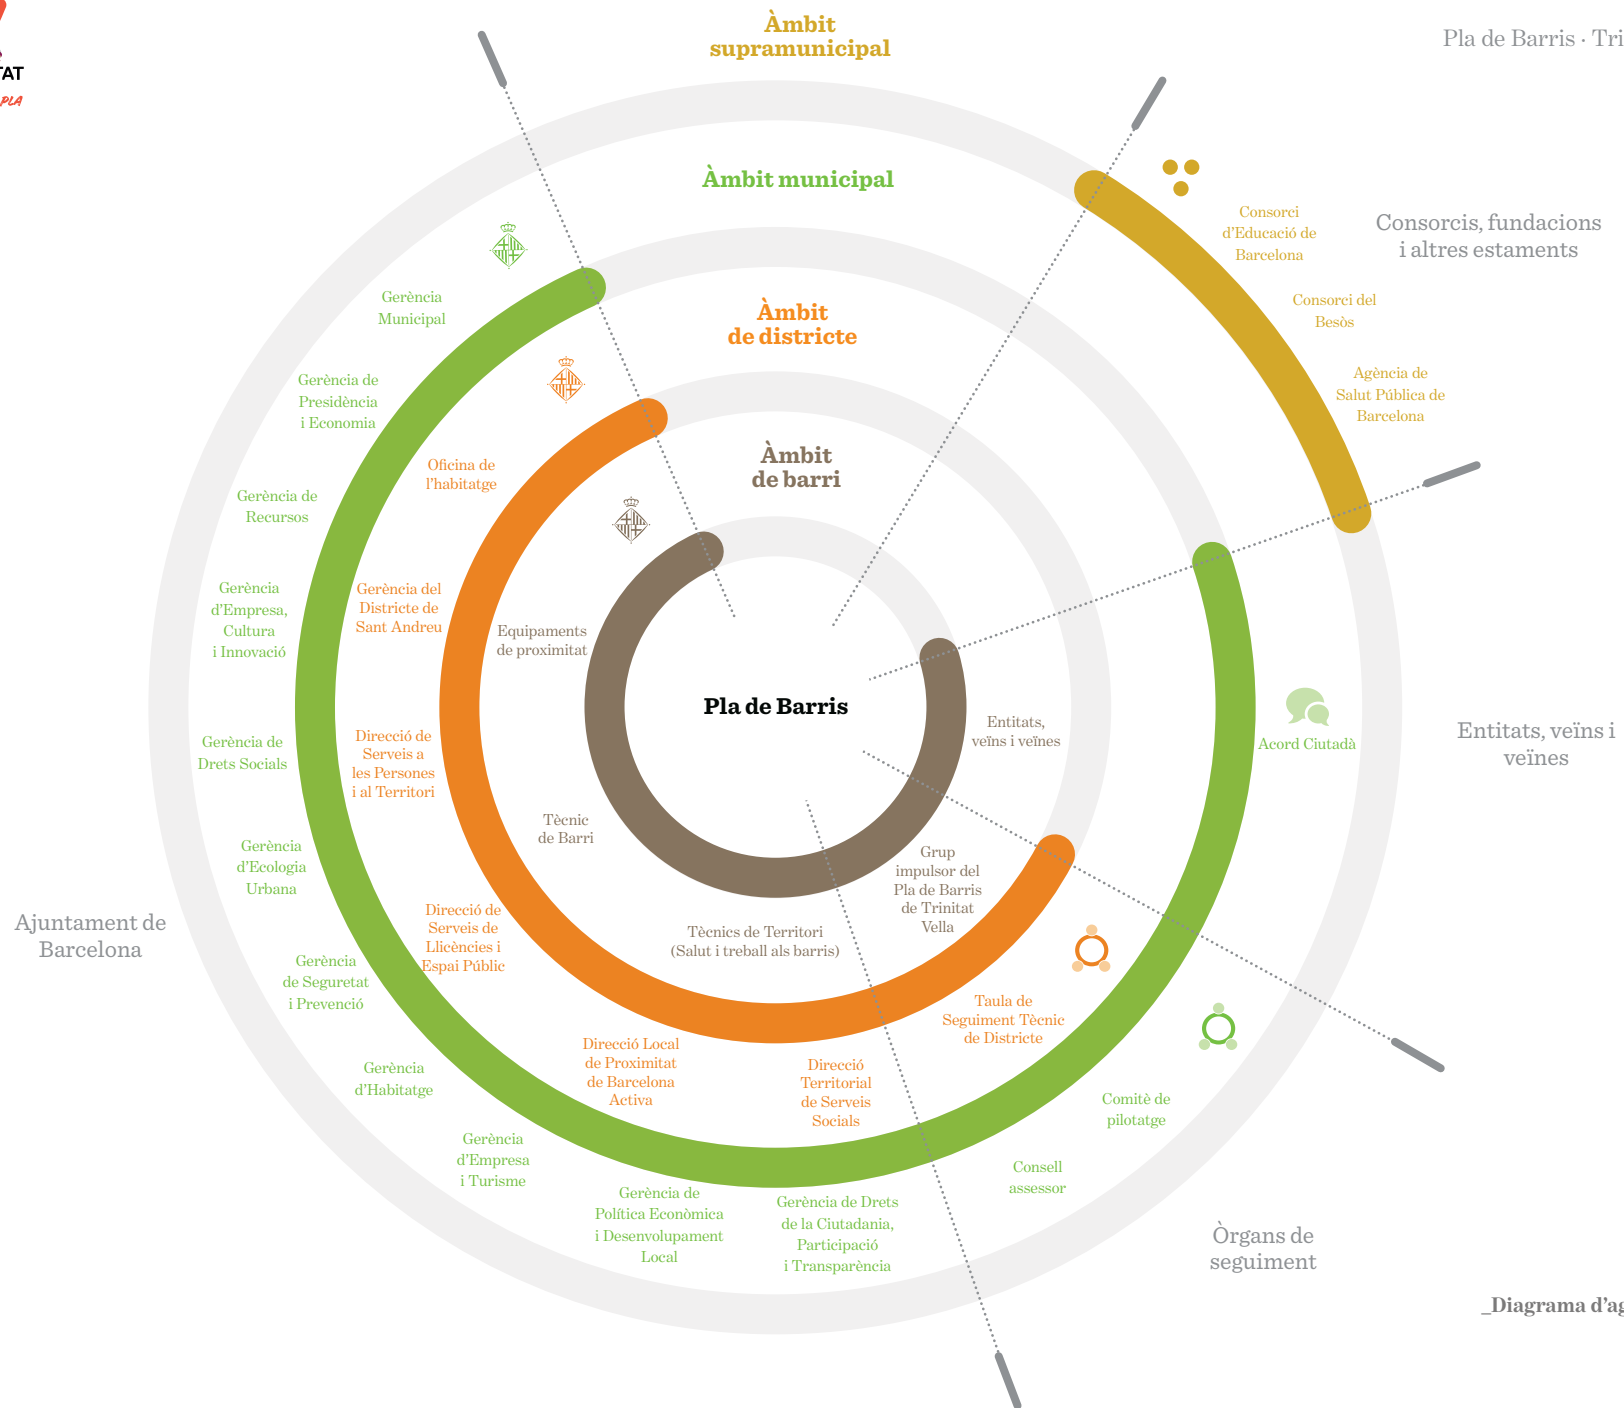 TAT
PLA
Pla de Barris · Tri
Àmbit
supramunicipal
Àmbit municipal
Àmbit
de districte
Àmbit
de barri
Pla de Barris
Consorcis, fundacions
i altres estaments
Consorci
d'Educació de
Barcelona
Consorci del
Besòs
Agència de
Salut Pública de
Barcelona
Entitats, veïns i
veïnes
Acord Ciutadà
Entitats,
veïns i veïnes
Òrgans de
seguiment
Grup
impulsor del
Pla de Barris
de Trinitat
Vella
Taula de
Seguiment Tècnic
de Districte
Comitè de
pilotatge
Consell
assessor
Ajuntament de
Barcelona
Gerència
Municipal
Gerència de
Presidència
i Economia
Gerència de
Recursos
Gerència
d'Empresa,
Cultura
i Innovació
Gerència de
Drets Socials
Gerència
d'Ecologia
Urbana
Gerència
de Seguretat
i Prevenció
Gerència
d'Habitatge
Gerència
d'Empresa
i Turisme
Gerència de
Política Econòmica
i Desenvolupament
Local
Gerència de Drets
de la Ciutadania,
Participació
i Transparència
Oficina de
l'habitatge
Gerència del
Districte de
Sant Andreu
Direcció de
Serveis a
les Persones
i al Territori
Direcció de
Serveis de
Llicències i
Espai Públic
Direcció Local
de Proximitat
de Barcelona
Activa
Direcció
Territorial
de Serveis
Socials
Equipaments
de proximitat
Tècnic
de Barri
Tècnics de Territori
(Salut i treball als barris)
_Diagrama d'ag